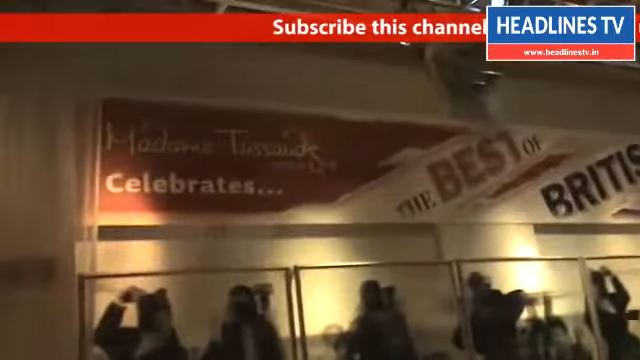 Subscribe this channel
HEADLINES TV
www.headlinestv.in
Madame Tussauds
Celebrates...
THE BEST OF
BRITIS